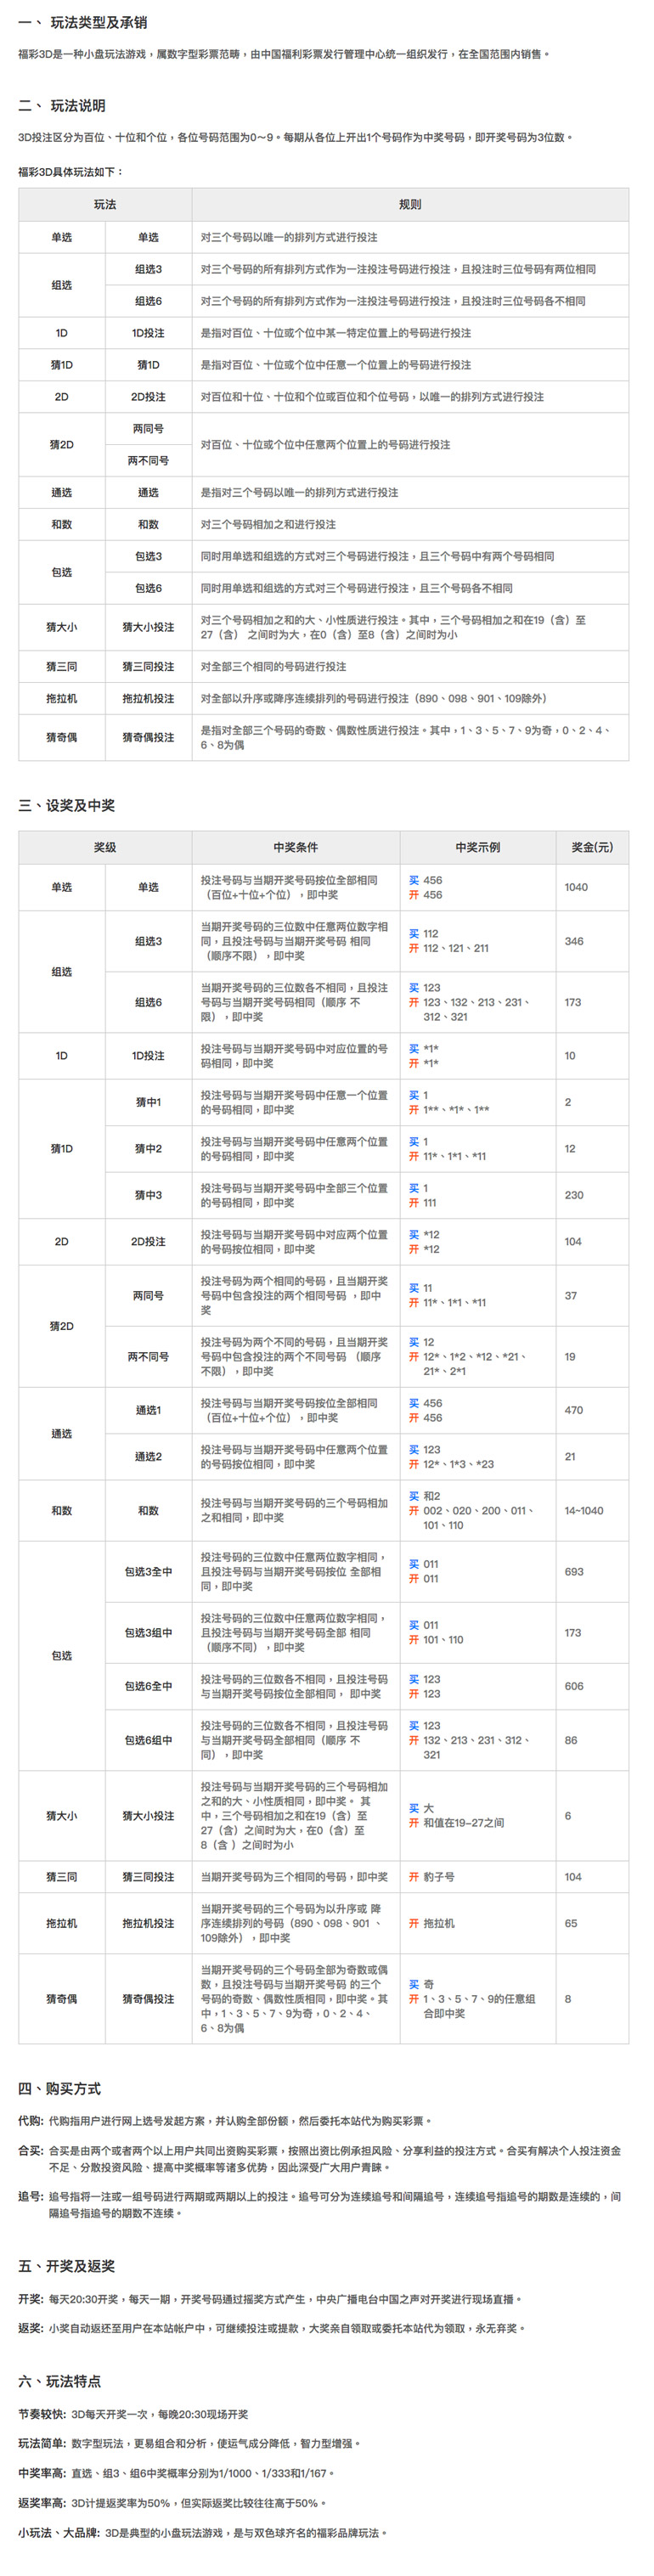 一、 玩法类型及承销
福彩3D是一种小盘玩法游戏，属数字型彩票范畴，由中国福利彩票发行管理中心统一组织发行，在全国范围内销售。
二、 玩法说明
3D投注区分为百位、十位和个位，各位号码范围为0～9。每期从各位上开出1个号码作为中奖号码，即开奖号码为3位数。
福彩3D具体玩法如下：
玩法 规则
单选 单选 对三个号码以唯一的排列方式进行投注
组选
组选3 对三个号码的所有排列方式作为一注投注号码进行投注，且投注时三位号码有两位相同
组选6 对三个号码的所有排列方式作为一注投注号码进行投注，且投注时三位号码各不相同
1D 1D投注 是指对百位、十位或个位中某一特定位置上的号码进行投注
猜1D 猜1D 是指对百位、十位或个位中任意一个位置上的号码进行投注
2D 2D投注 对百位和十位、十位和个位或百位和个位号码，以唯一的排列方式进行投注
猜2D
两同号
两不同号
对百位、十位或个位中任意两个位置上的号码进行投注
通选 通选 是指对三个号码以唯一的排列方式进行投注
和数 和数 对三个号码相加之和进行投注
包选
包选3 同时用单选和组选的方式对三个号码进行投注，且三个号码中有两个号码相同
包选6 同时用单选和组选的方式对三个号码进行投注，且三个号码各不相同
猜大小 猜大小投注 对三个号码相加之和的大、小性质进行投注。其中，三个号码相加之和在19（含）至
27（含） 之间时为大，在0（含）至8（含）之间时为小
猜三同 猜三同投注 对全部三个相同的号码进行投注
拖拉机 拖拉机投注 对全部以升序或降序连续排列的号码进行投注（890、098、901、109除外）
猜奇偶 猜奇偶投注 是指对全部三个号码的奇数、偶数性质进行投注。其中，1、3、5、7、9为奇，0、2、4、
6、8为偶
三、设奖及中奖
奖级 中奖条件 中奖示例 奖金(元)
单选 单选 投注号码与当期开奖号码按位全部相同
（百位+十位+个位），即中奖
买 456
开 456
1040
组选
组选3
当期开奖号码的三位数中任意两位数字相
同，且投注号码与当期开奖号码 相同
（顺序不限），即中奖
买 112
开 112、121、211
346
组选6
当期开奖号码的三位数各不相同，且投注
号码与当期开奖号码相同（顺序 不
限），即中奖
买 123
开 123、132、213、231、
312、321
173
1D 1D投注 投注号码与当期开奖号码中对应位置的号
码相同，即中奖
买 *1*
开 *1*
10
猜1D
猜中1 投注号码与当期开奖号码中任意一个位置
的号码相同，即中奖
买 1
开 1**、*1*、1**
2
猜中2 投注号码与当期开奖号码中任意两个位置
的号码相同，即中奖
买 1
开 11*、1*1、*11
12
猜中3 投注号码与当期开奖号码中全部三个位置
的号码相同，即中奖
买 1
开 111
230
2D 2D投注 投注号码与当期开奖号码中对应两个位置
的号码按位相同，即中奖
买 *12
开 *12
104
猜2D
两同号
投注号码为两个相同的号码，且当期开奖
号码中包含投注的两个相同号码 ，即中
奖
买 11
开 11*、1*1、*11
37
两不同号
投注号码为两个不同的号码，且当期开奖
号码中包含投注的两个不同号码 （顺序
不限），即中奖
买 12
开 12*、1*2、*12、*21、
21*、2*1
19
通选
通选1 投注号码与当期开奖号码按位全部相同
（百位+十位+个位），即中奖
买 456
开 456
470
通选2 投注号码与当期开奖号码中任意两个位置
的号码按位相同，即中奖
买 123
开 12*、1*3、*23
21
和数 和数 投注号码与当期开奖号码的三个号码相加
之和相同，即中奖
买 和2
开 002、020、200、011、
101、110
14~1040
包选
包选3全中
投注号码的三位数中任意两位数字相同，
且投注号码与当期开奖号码按位 全部相
同，即中奖
买 011
开 011
693
包选3组中
投注号码的三位数中任意两位数字相同，
且投注号码与当期开奖号码全部 相同
（顺序不同），即中奖
买 011
开 101、110
173
包选6全中 投注号码的三位数各不相同，且投注号码
与当期开奖号码按位全部相同， 即中奖
买 123
开 123
606
包选6组中
投注号码的三位数各不相同，且投注号码
与当期开奖号码全部相同（顺序 不
同），即中奖
买 123
开 132、213、231、312、
321
86
猜大小 猜大小投注
投注号码与当期开奖号码的三个号码相加
之和的大、小性质相同，即中奖。 其
中，三个号码相加之和在19（含）至
27（含）之间时为大，在0（含）至
8（含 ）之间时为小
买 大
开 和值在19-27之间
6
猜三同 猜三同投注 当期开奖号码为三个相同的号码，即中奖 开 豹子号 104
拖拉机 拖拉机投注
当期开奖号码的三个号码为以升序或 降
序连续排列的号码（890、098、901 、
109除外），即中奖
开 拖拉机
65
猜奇偶 猜奇偶投注
当期开奖号码的三个号码全部为奇数或偶
数，且投注号码与当期开奖号码 的三个
号码的奇数、偶数性质相同，即中奖。其
中，1、3、5、7、9为奇，0、2、4、
6、8为偶
买 奇
开 1、3、5、7、9的任意组
合即中奖
8
四、购买方式
代购: 代购指用户进行网上选号发起方案，并认购全部份额，然后委托本站代为购买彩票。
合买: 合买是由两个或者两个以上用户共同出资购买彩票，按照出资比例承担风险、分享利益的投注方式。合买有解决个人投注资金
不足、分散投资风险、提高中奖概率等诸多优势，因此深受广大用户青睐。
追号: 追号指将一注或一组号码进行两期或两期以上的投注。追号可分为连续追号和间隔追号，连续追号指追号的期数是连续的，间
隔追号指追号的期数不连续。
五、开奖及返奖
开奖: 每天20:30开奖，每天一期，开奖号码通过摇奖方式产生，中央广播电台中国之声对开奖进行现场直播。
返奖: 小奖自动返还至用户在本站帐户中，可继续投注或提款，大奖亲自领取或委托本站代为领取，永无弃奖。
六、玩法特点
节奏较快: 3D每天开奖一次，每晚20:30现场开奖
玩法简单: 数字型玩法，更易组合和分析，使运气成分降低，智力型增强。
中奖率高: 直选、组3、组6中奖概率分别为1/1000、1/333和1/167。
返奖率高: 3D计提返奖率为50%，但实际返奖比较往往高于50%。
小玩法、大品牌: 3D是典型的小盘玩法游戏，是与双色球齐名的福彩品牌玩法。